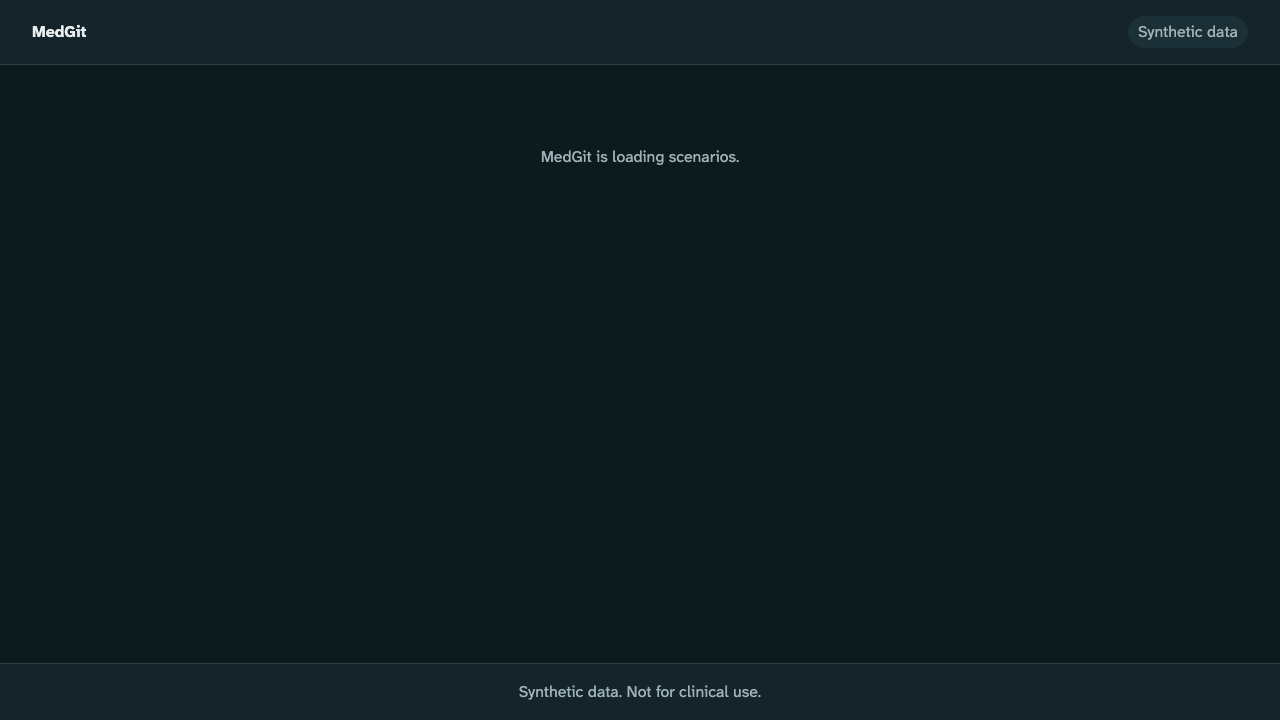 MedGit
Synthetic data
MedGit is loading scenarios.
Synthetic data. Not for clinical use.